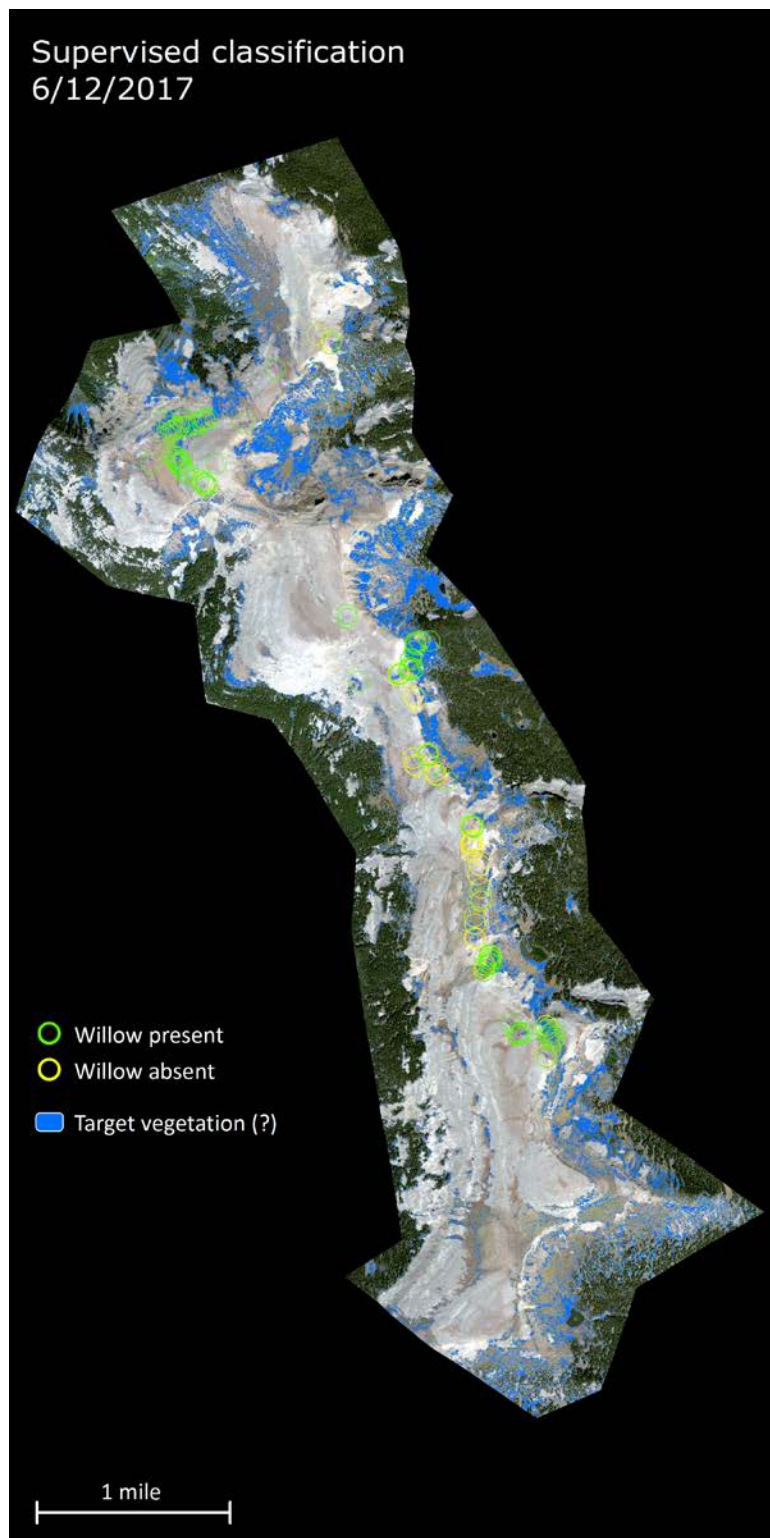 Supervised classification
6/12/2017
Willow present
Willow absent
Target vegetation (?)
1 mile